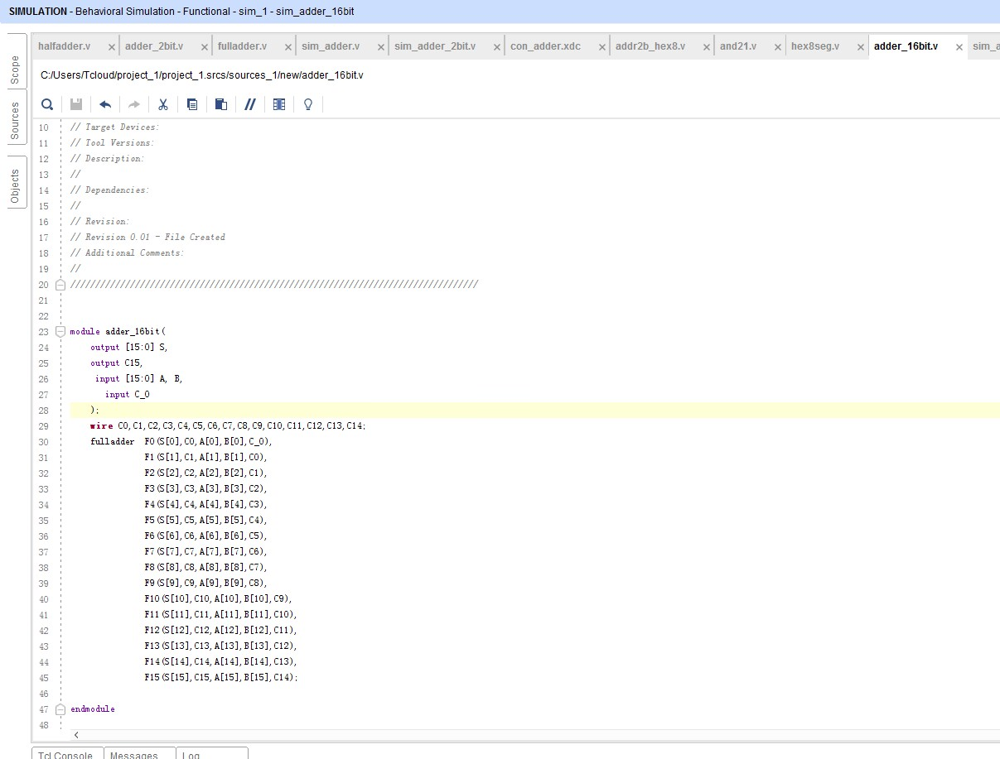 SIMULATION - Behavioral Simulation - Functional - sim_1 - sim_adder_16bit
halfadder.v × adder_2bit.v × fulladder.v × sim_adder.v × sim_adder_2bit.v × con_adder.xdc × addr2b_hex8.v × and21.v × hex8seg.v × adder_16bit.v × sim_a
C:/Users/Tcloud/project_1/project_1.srcs/sources_1/new/adder_16bit.v
Scope
Sources
Objects
10 // Target Devices:
11 // Tool Versions:
12 // Description:
13 //
14 // Dependencies:
15 //
16 // Revision:
17 // Revision 0.01 - File Created
18 // Additional Comments:
19 //
20 //////////////////////////////////////////////////////////////////////////////////
21
22
23 module adder_16bit(
24 output [15:0] S,
25 output C15,
26 input [15:0] A, B,
27 input C_0
28 );
29 wire C0,C1,C2,C3,C4,C5,C6,C7,C8,C9,C10,C11,C12,C13,C14;
30 fulladder F0(S[0],C0,A[0],B[0],C_0),
31 F1(S[1],C1,A[1],B[1],C0),
32 F2(S[2],C2,A[2],B[2],C1),
33 F3(S[3],C3,A[3],B[3],C2),
34 F4(S[4],C4,A[4],B[4],C3),
35 F5(S[5],C5,A[5],B[5],C4),
36 F6(S[6],C6,A[6],B[6],C5),
37 F7(S[7],C7,A[7],B[7],C6),
38 F8(S[8],C8,A[8],B[8],C7),
39 F9(S[9],C9,A[9],B[9],C8),
40 F10(S[10],C10,A[10],B[10],C9),
41 F11(S[11],C11,A[11],B[11],C10),
42 F12(S[12],C12,A[12],B[12],C11),
43 F13(S[13],C13,A[13],B[13],C12),
44 F14(S[14],C14,A[14],B[14],C13),
45 F15(S[15],C15,A[15],B[15],C14);
46
47 endmodule
48
Tcl Console Messages Log